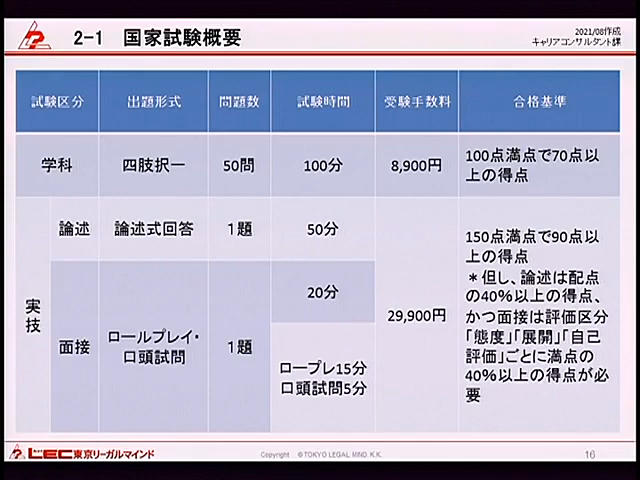 2-1 国家試験概要
2021/08作成
キャリアコンサルタント課
試験区分 出題形式 問題数 試験時間 受験手数料 合格基準
学科 四肢択一 50問 100分 8,900円 100点満点で70点以
上の得点
実技
論述 論述式回答 1題 50分
面接 ロールプレイ・
口頭試問
1題
20分
ロープレ15分
口頭試問5分
29,900円
150点満点で90点以
上の得点
＊但し、論述は配点
の40％以上の得点、
かつ面接は評価区分
「態度」「展開」「自己
評価」ごとに満点の
40％以上の得点が必
要
LEC東京リーガルマインド
Copyright ©TOKYO LEGAL MIND K.K.
16